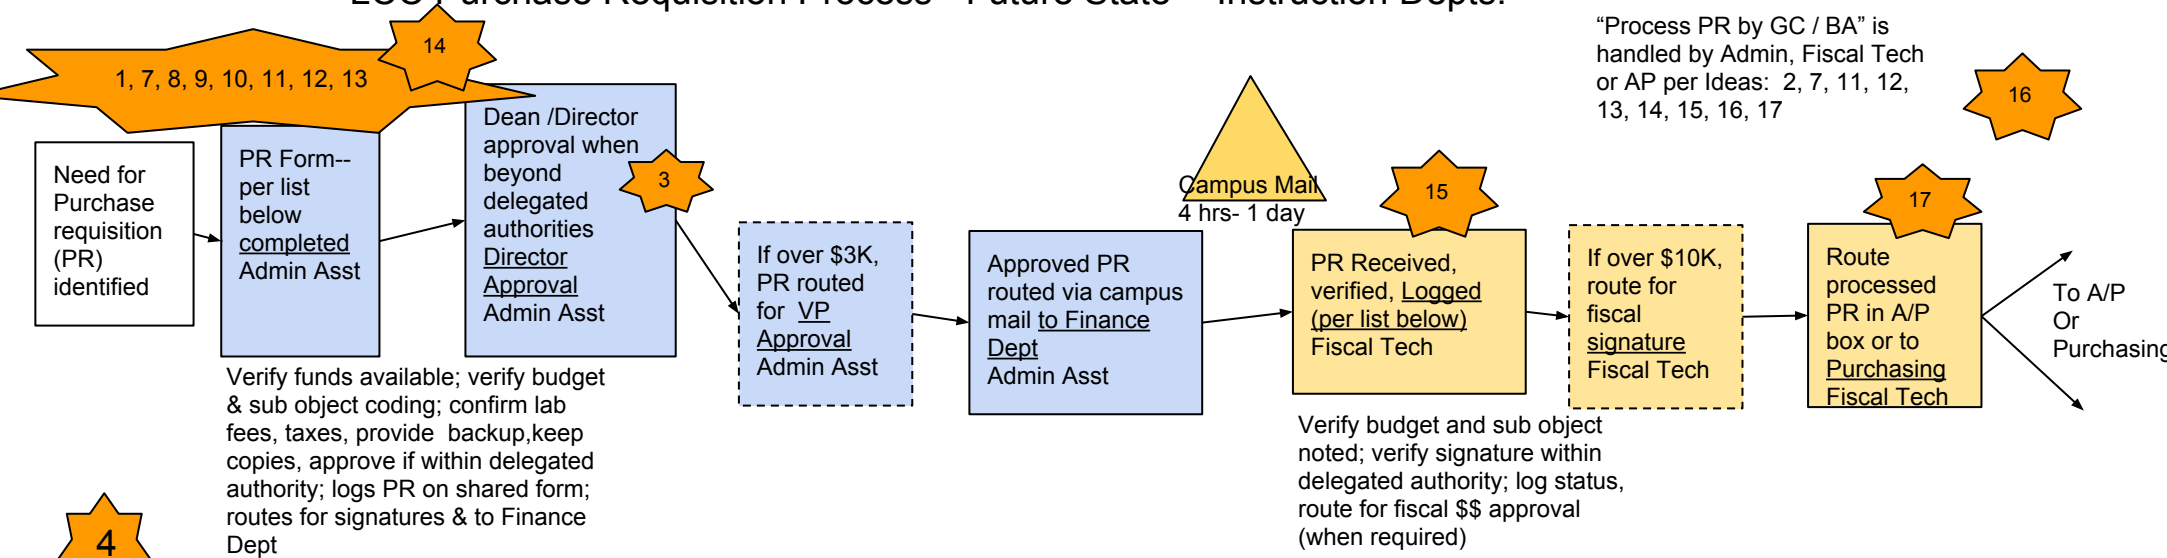 LCC Purchase Requisition Process - Future State - Instruction Depts.
"Process PR by GC / BA" is
handled by Admin, Fiscal Tech
or AP per Ideas:  2, 7, 11, 12,
13, 14, 15, 16, 17
14
1, 7, 8, 9, 10, 11, 12, 13
16
Need for
Purchase
requisition
(PR)
identified
PR Form--
per list
below
completed
Admin Asst
Verify funds available; verify budget
& sub object coding; confirm lab
fees, taxes, provide  backup,keep
copies, approve if within delegated
authority; logs PR on shared form;
routes for signatures & to Finance
Dept
Dean /Director
approval when
beyond
delegated
authorities
Director
Approval
Admin Asst
3
If over $3K,
PR routed
for  VP
Approval
Admin Asst
Approved PR
routed via campus
mail to Finance
Dept
Admin Asst
Campus Mail
4 hrs- 1 day
15
PR Received,
verified, Logged
(per list below)
Fiscal Tech
Verify budget and sub object
noted; verify signature within
delegated authority; log status,
route for fiscal $$ approval
(when required)
If over $10K,
route for
fiscal
signature
Fiscal Tech
17
Route
processed
PR in A/P
box or to
Purchasing
Fiscal Tech
To A/P
Or
Purchasing
4